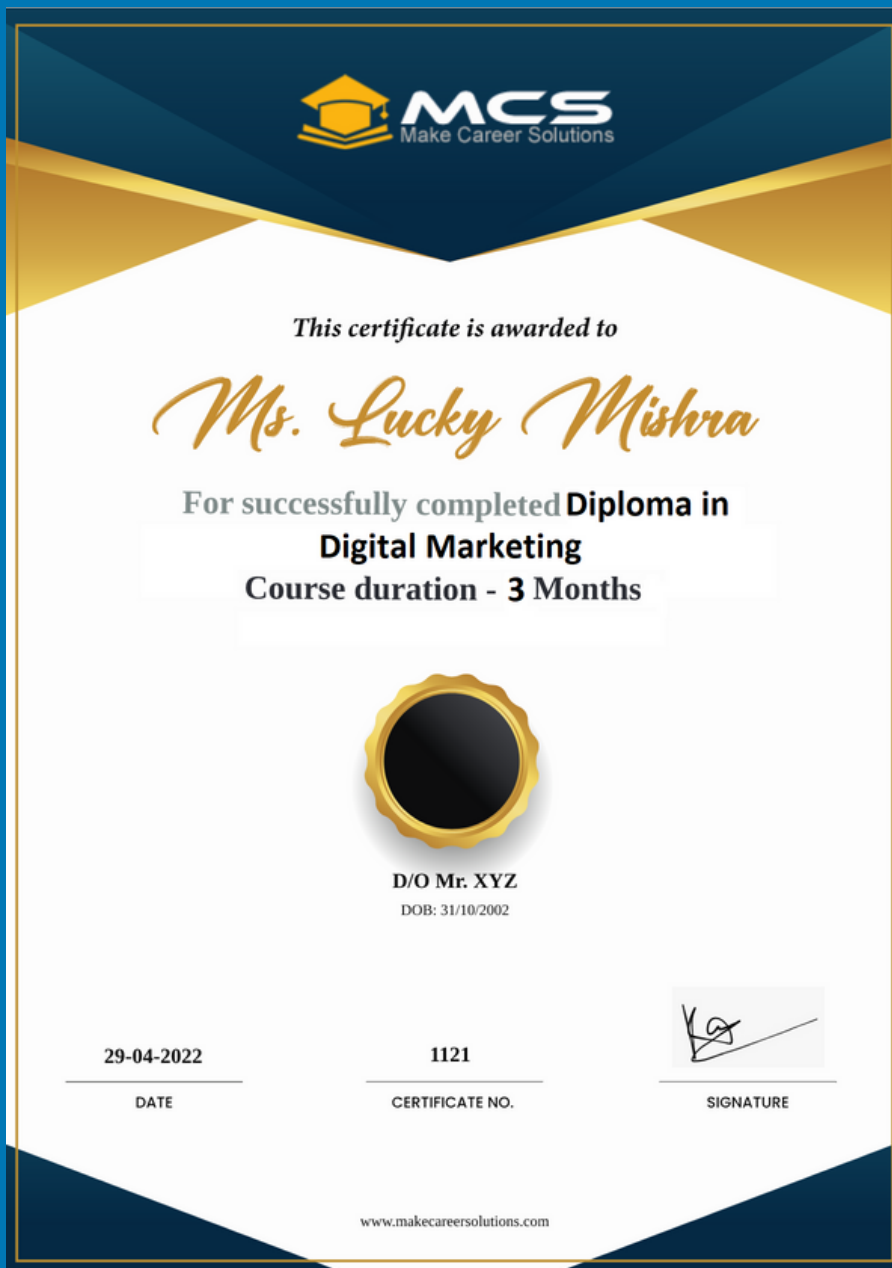 MCS
Make Career Solutions
This certificate is awarded to
Ms. Lucky Mishra
For successfully completed Diploma in
Digital Marketing
Course duration - 3 Months
D/O Mr. XYZ
DOB: 31/10/2002
29-04-2022
DATE
1121
CERTIFICATE NO.
SIGNATURE
www.makecareersolutions.com